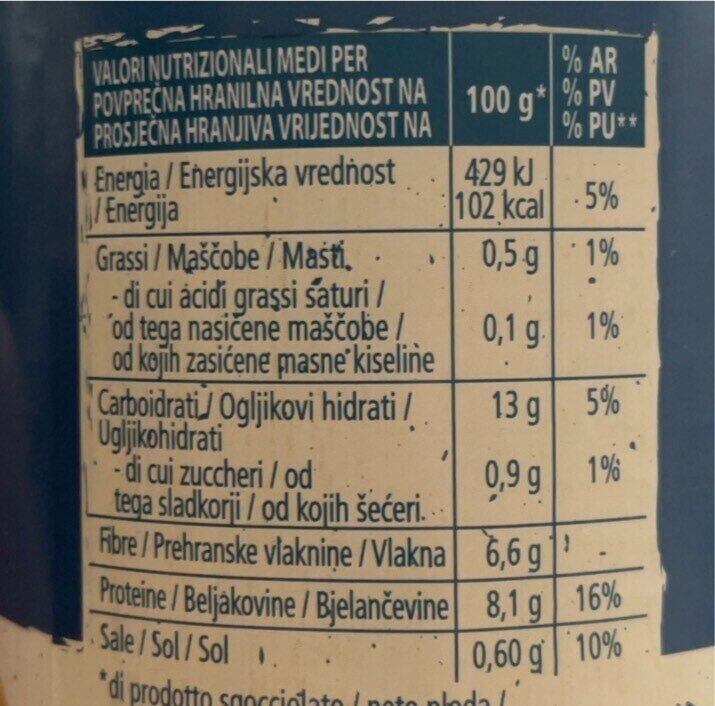 VALORI NUTRIZIONALI MEDI PER
POVPREČNA HRANILNA VREDNOST NA
PROSJEČNA HRANJIVA VRIJEDNOST NA
100 g*
% AR
% PV
% PU**
Energia / Energijska vrednost
/ Energija
429 kJ
102 kcal
5%
Grassi / Maščobe / Masti,
0,5 g
1%
- di cui acidi grassi saturi /
od tega nasičene maščobe /
od kojih zasićene masne kiseline
0,1 g
1%
Carboidrati / Ogljikovi hidrati /
Ugljikohidrati
13 g
5%
- di cui zuccheri / od
tega sladkorji / od kojih šećeri.
0,9 g
1%
Fibre / Prehranske vlaknine / Vlakna
6,6 g
-
Proteine / Beljakovine / Bjelančevine
8,1 g
16%
Sale / Sol / Sol
0,60 g
10%
*di prodotto sgocciolato / neto ploda /